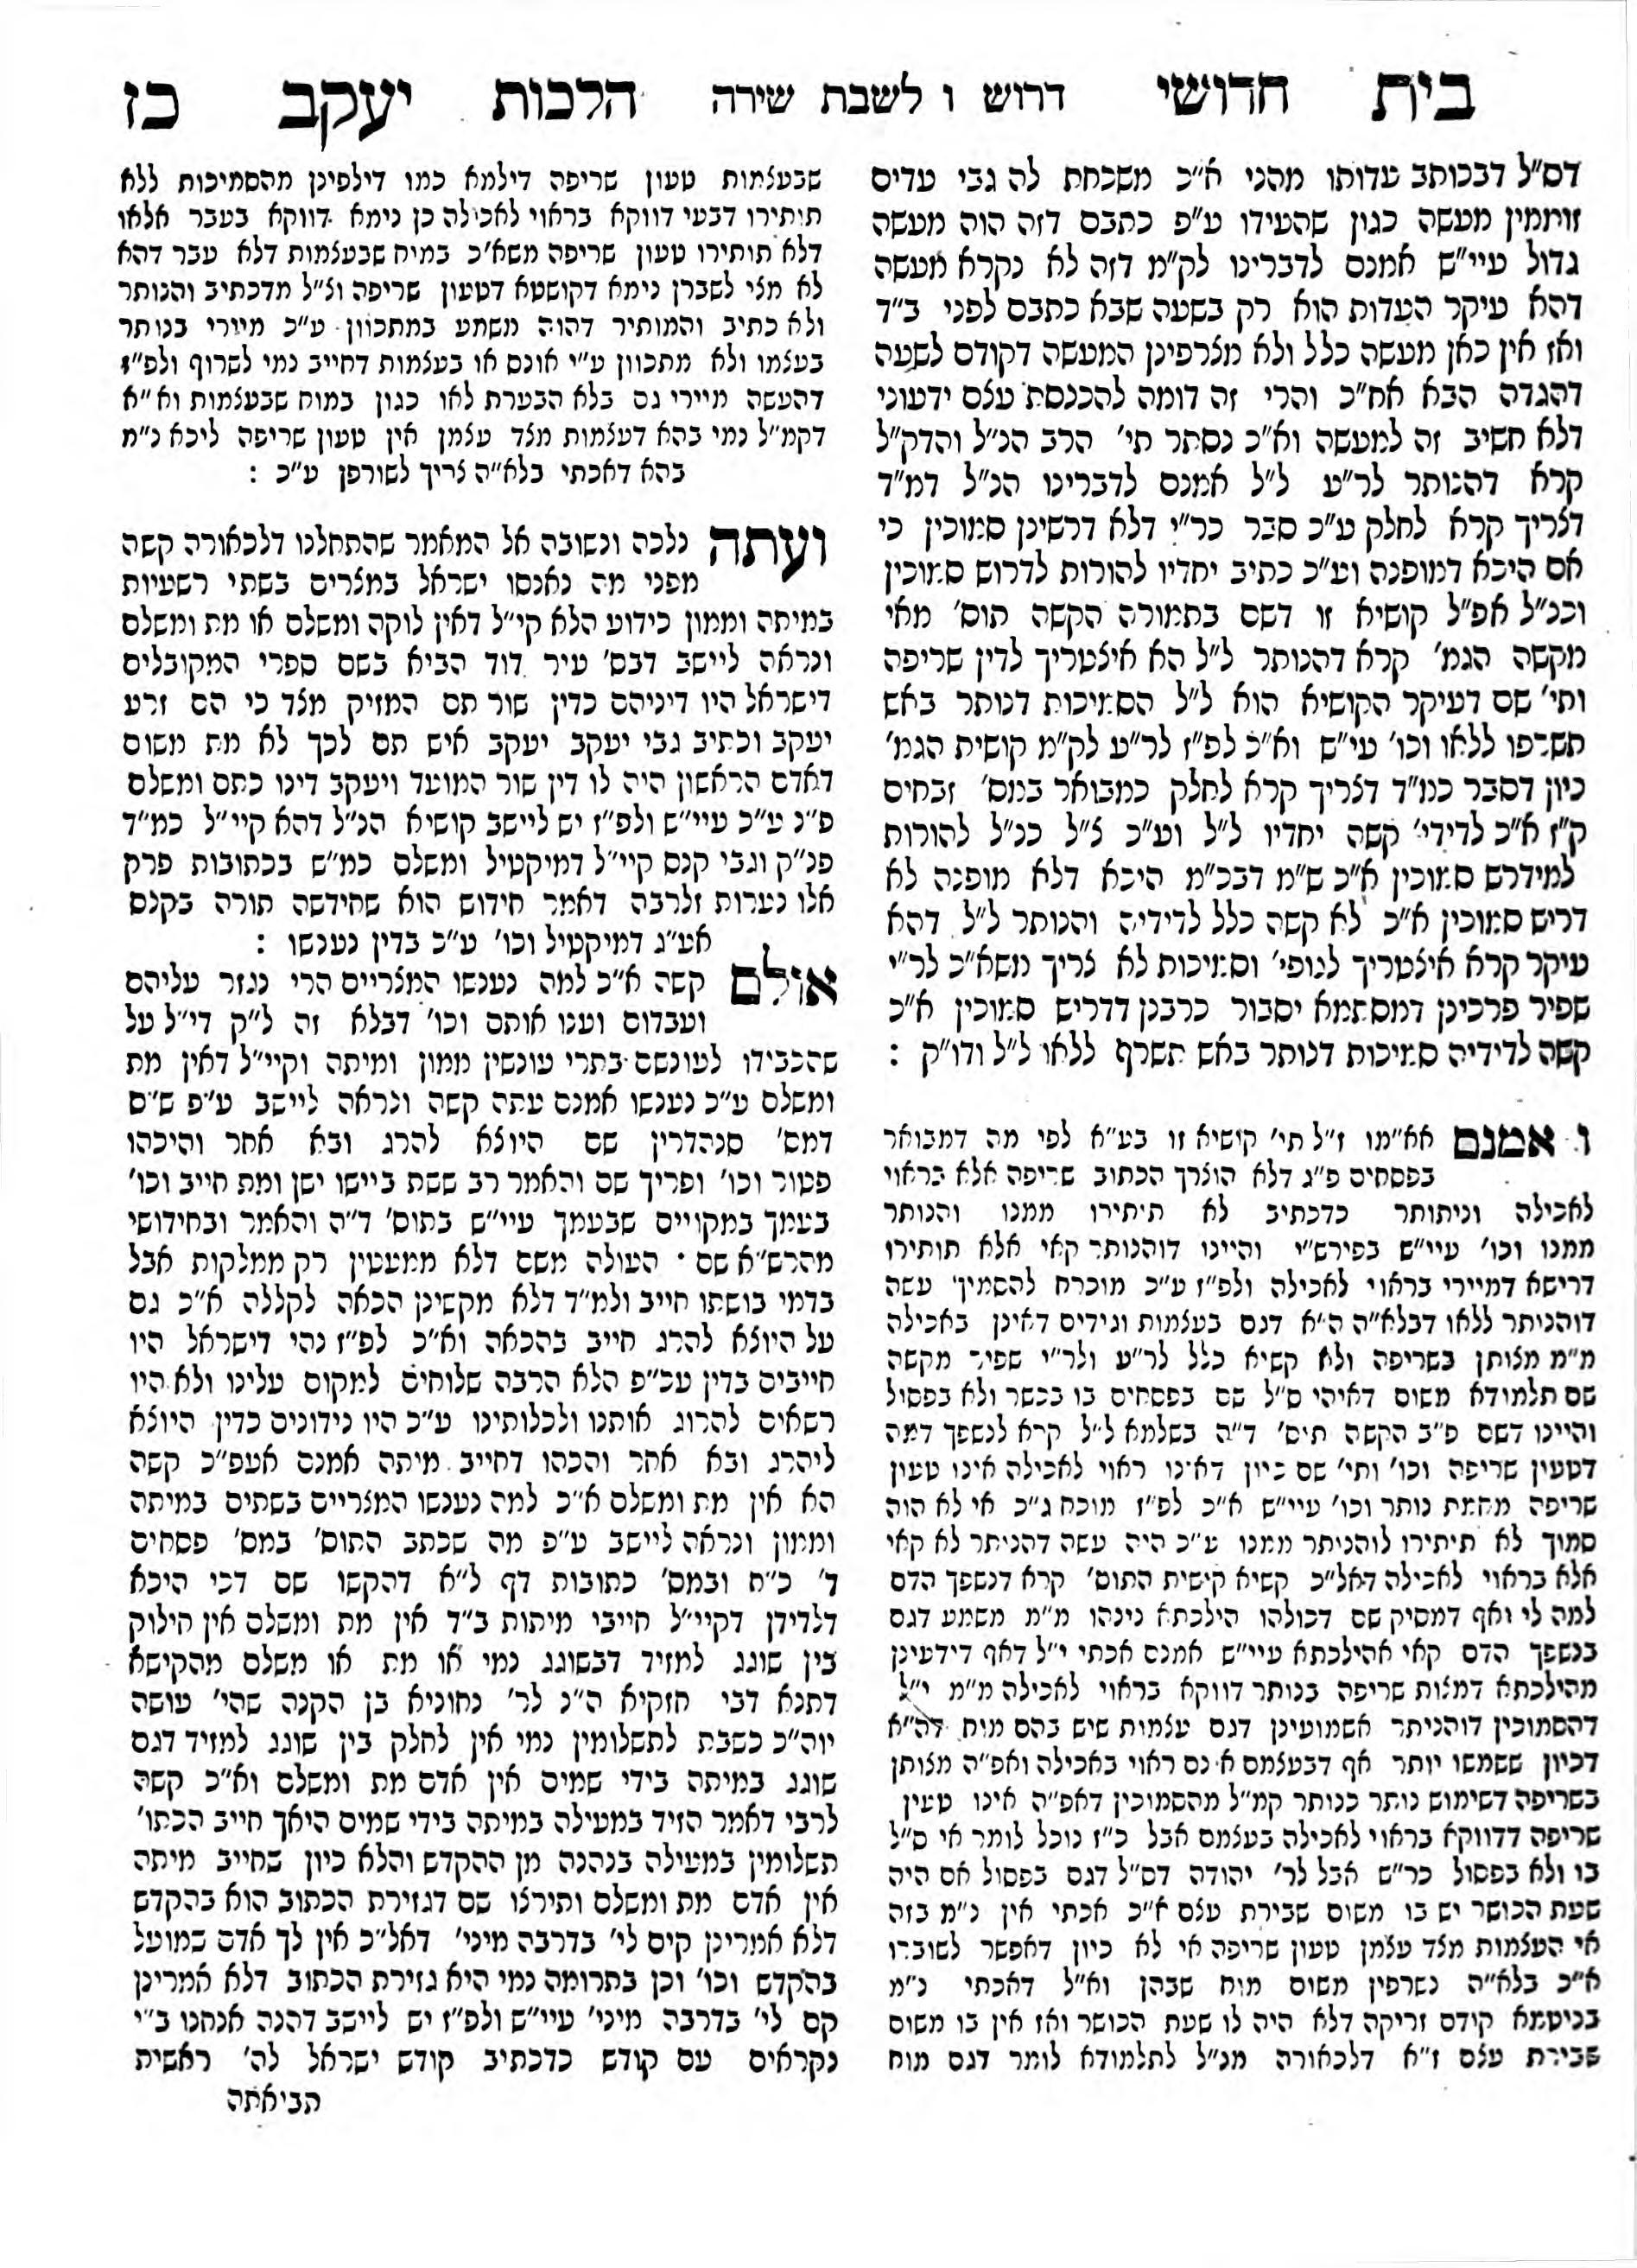 בית חדושי דרוש ו לשבת שירה הלכות יעקב כז
דס"ל דבכותב עדותו מהני א"כ משכחת לה גבי עדים
זוממין מעשה כגון שהעידו ע"פ כתבם דזה הוה מעשה
גדול עיי"ש אמנם לדברינו לק"מ דזה לא נקרא מעשה
דהא עיקר העדות הוא רק בשעה שבא כתבם לפני ב"ד
ואז אין כאן מעשה כלל ולא מצרפינן המעשה דקודם לשעה
דהגדה הבא אח"כ והרי זה דומה להכנסת עצם ידעוני
דלא חשיב זה למעשה וא"כ נסתר תי' הרב הנ"ל והדק"ל
קרא דהנותר לר"ע ל"ל אמנם לדברינו הנ"ל דמ"ד
דצריך קרא לחלק ע"כ סבר כר"י דלא דרשינן סמוכין כי
אם היכא דמופנה וע"כ כתיב יחדיו להורות לדרוש סמוכין
וכנ"ל אפ"ל קושיא זו דשם בתמורה הקשה תוס' מאי
מקשה הגמ' קרא דהנותר ל"ל הא איצטריך לדין שריפה
ותי' שם דעיקר הקושיא הוא ל"ל הסמיכות דנותר באש
תשרפו ללאו וכו' עי"ש וא"כ לפ"ז לר"ע לק"מ קושית הגמ'
כיון דסבר כמ"ד דצריך קרא לחלק כמבואר במס' זבחים
ק"ז א"כ לדידי' קשה יחדיו ל"ל וע"כ צ"ל כנ"ל להורות
למידרש סמוכין א"כ ש"מ דבכ"מ היכא דלא מופנה לא
דריש סמוכין א"כ לא קשה כלל לדידיה והנותר ל"ל דהא
עיקר קרא איצטריך לגופי' וסמיכות לא צריך משא"כ לר"י
שפיר פרכינן דמסתמא יסבור כרבנן דדריש סמוכין א"כ
קשה לדידיה סמיכות דנותר באש תשרף ללאו ל"ל ודו"ק :
ו אמנם אא"מו ז"ל תי' קושיא זו בע"א לפי מה דמבואר
בפסחים פ"ג דלא הוצרך הכתוב שריפה אלא בראוי
לאכילה וניתותר כדכתיב לא תותירו ממנו והנותר
ממנו וכו' עיי"ש בפירש"י והיינו דוהנותר קאי אלא תותירו
דרישא דמיירי בראוי לאכילה ולפ"ז ע"כ מוכרח להסמיך עשה
דוהנותר ללאו דבלא"ה ה"א דגם בעצמות וגידים דאינן באכילה
מ"מ מצותן בשריפה ולא קשיא כלל לר"ע ולר"י שפיר מקשה
שם תלמודא משום דאיהי ס"ל שם בפסחים בו בכשר ולא בפסול
והיינו דשם פ"ב הקשה תוס' ד"ה בשלמא ל"ל קרא לנשפך דמה
דטעין שריפה וכו' ותי' שם כיון דאינו ראוי לאכילה אינו טעין
שריפה מחמת נותר וכו' עיי"ש א"כ לפ"ז מוכח ג"כ אי לא הוה
סמוך לא תותירו לוהנותר ממנו ע"כ היה עשה דהנותר לא קאי
אלא בראוי לאכילה דאל"כ קשיא קושית התוס' קרא דנשפך הדם
למה לי ואף דמסיק שם דכולהו הילכתא נינהו מ"מ משמע דגם
בנשפך הדם קאי אהילכתא עיי"ש אמנם אכתי י"ל דאף דידעינן
מהילכתא דמצות שריפה בנותר דווקא בראוי לאכילה מ"מ י"ל
דהסמוכין דוהנותר אשמועינן דגם עצמות שיש בהם מוח דה"א
דכיון ששמשו יותר אף דבעצמם אינם ראוי באכילה ואפ"ה מצותן
בשריפה דשימוש נותר כנותר קמ"ל מהסמוכין דאפ"ה אינו טעין
שריפה דדווקא בראוי לאכילה בעצמם אבל כ"ז נוכל לומר אי ס"ל
בו ולא בפסול כר"ש אבל לר' יהודה דס"ל דגם בפסול אם היה
שעת הכושר יש בו משום שבירת עצם א"כ אכתי אין נ"מ בזה
אי העצמות מצד עצמן טעון שריפה אי לא כיון דאפשר לשוברו
א"כ בלא"ה נשרפין משום מוח שבהן וא"ל דאכתי נ"מ
בניטמא קודם זריקה דלא היה לו שעת הכושר ואז אין בו משום
שבירת עצם ז"א דלכאורה מנ"ל לתלמודא לומר דגם מוח
שבעצמות טעון שריפה דילמא כמו דילפינן מהסמיכות ללא
תותירו דבעי דווקא בראוי לאכילה כן נימא דווקא בעבר אלאו
דלא תותירו טעון שריפה משא"כ במוח שבעצמות דלא עבר דהא
לא מצי לשברן נימא דקושטא דטעון שריפה וצ"ל מדכתיב והנותר
ולא כתיב והמותיר דהוה משמע במתכוון ע"כ מיירי בנותר
בעצמו ולא מתכוון ע"י אונס או בעצמות דחייב נמי לשרוף ולפ"ז
דהעשה מיירי גם בלא הבערת לאו כגון במוח שבעצמות וא"א
דקמ"ל נמי בהא דעצמות מצד עצמן אין טעון שריפה ליכא נ"מ
בהא דאכתי בלא"ה צריך לשורפן ע"כ :
ועתה נלכה ונשובה אל המאמר שהתחלנו דלכאורה קשה
מפני מה נאנסו ישראל במצרים בשתי רשעיות
במיתה וממון כידוע הלא קי"ל דאין לוקה ומשלם או מת ומשלם
ונראה ליישב דבס' עיר דוד הביא בשם ספרי המקובלים
דישראל היו דיניהם כדין שור תם המזיק מצד כי הם זרע
יעקב וכתיב גבי יעקב יעקב איש תם לכך לא מת משום
דאדם הראשון היה לו דין שור המועד ויעקב דינו כתם ומשלם
פ"נ ע"כ עיי"ש ולפ"ז יש ליישב קושיא הנ"ל דהא קיי"ל כמ"ד
פנ"ק וגבי קנס קיי"ל דמיקטיל ומשלם כמ"ש בכתובות פרק
אלו נערות דלרבה דאמר חידוש הוא שחידשה תורה בקנס
אע"ג דמיקטיל וכו' ע"כ בדין נענשו :
אולם קשה א"כ למה נענשו המצריים הרי נגזר עליהם
ועבדום וענו אותם וכו' דבלא זה ל"ק די"ל על
שהכבידו לעונשם בתרי עונשין ממון ומיתה וקיי"ל דאין מת
ומשלם ע"כ נענשו אמנם עתה קשה ונראה ליישב ע"פ ש"ס
דמס' סנהדרין שם היוצא להרג ובא אחר והיכהו
פטור וכו' ופריך שם והאמר רב ששת ביישו ישן ומת חייב וכו'
בעמך במקויים שבעמך עיי"ש בתוס' ד"ה והאמר ובחידושי
מהרש"א שם • העולה משם דלא ממעטין רק ממלקות אבל
בדמי בושתו חייב ולמ"ד דלא מקשינן הכאה לקללה א"כ גם
על היוצא להרג חייב בהכאה וא"כ לפ"ז נהי דישראל היו
חייבים בדין עכ"פ הלא הרבה שלוחים למקום עלינו ולא היו
רשאים להרוג אותנו ולכלותינו ע"כ היו נידונים כדין היוצא
ליהרג ובא אחר והכהו דחייב מיתה אמנם אעפ"כ קשה
הא אין מת ומשלם א"כ למה נענשו המצריים בשתים במיתה
וממון ונראה ליישב ע"פ מה שכתב התוס' במס' פסחים
ד' כ"ח ובמס' כתובות דף ל"א דהקשו שם דכי היכא
דלדידן דקיי"ל חייבי מיתות ב"ד אין מת ומשלם אין הילוק
בין שוגג למזיד דבשוגג נמי או מת או משלם מהקישא
דתנא דבי חזקיא ה"נ לר' נחוניא בן הקנה שהי' עושה
יוה"כ כשבת לתשלומין נמי אין לחלק בין שוגג למזיד דגם
שוגג במיתה בידי שמים אין אדם מת ומשלם וא"כ קשה
לרבי דאמר הזיד במעילה במיתה בידי שמים היאך חייב הכתו'
תשלומין במעילה בנהנה מן ההקדש והלא כיון שחייב מיתה
אין אדם מת ומשלם ותירצו שם דגזירת הכתוב הוא בהקדש
דלא אמרינן קים לי' בדרבה מיני' דאל"כ אין לך אדם שמועל
בהקדש וכו' וכן בתרומה נמי היא גזירת הכתוב דלא אמרינן
קם לי' בדרבה מיני' עיי"ש ולפ"ז יש ליישב דהנה אנחנו ב"י
נקראים עם קודש כדכתיב קודש ישראל לה' ראשית
תבואתה